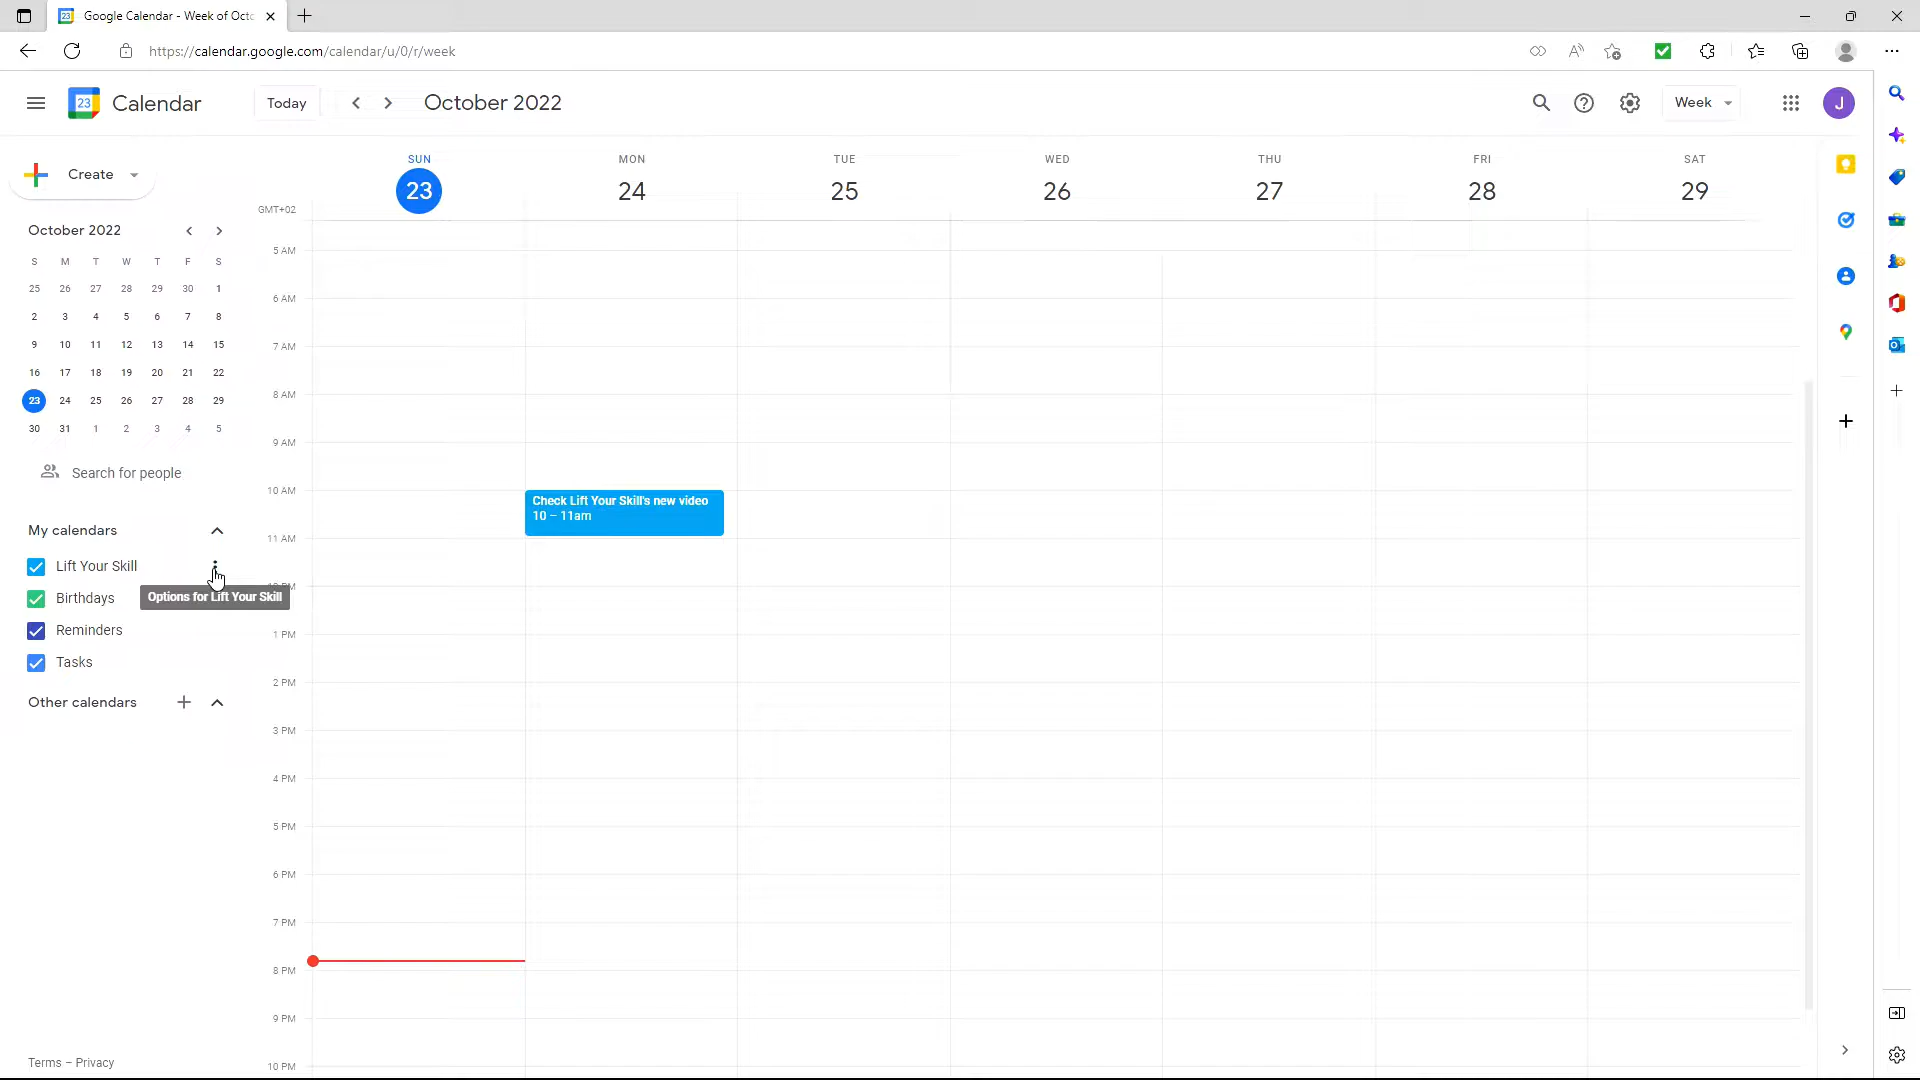 23 Google Calendar - Week of Octo
https://calendar.google.com/calendar/u/0/r/week
23 Calendar Today October 2022 Week J
Create
October 2022
S M T W T F S
25 26 27 28 29 30 1
2 3 4 5 6 7 8
9 10 11 12 13 14 15
16 17 18 19 20 21 22
23 24 25 26 27 28 29
30 31 1 2 3 4 5
Search for people
My calendars
Lift Your Skill
Options for Lift Your Skill
Birthdays
Reminders
Tasks
Other calendars
Terms – Privacy
SUN MON TUE WED THU FRI SAT
23 24 25 26 27 28 29
GMT+02
5 AM
6 AM
7 AM
8 AM
9 AM
10 AM
Check Lift Your Skill's new video
10 – 11am
11 AM
1 PM
2 PM
3 PM
4 PM
5 PM
6 PM
7 PM
8 PM
9 PM
10 PM